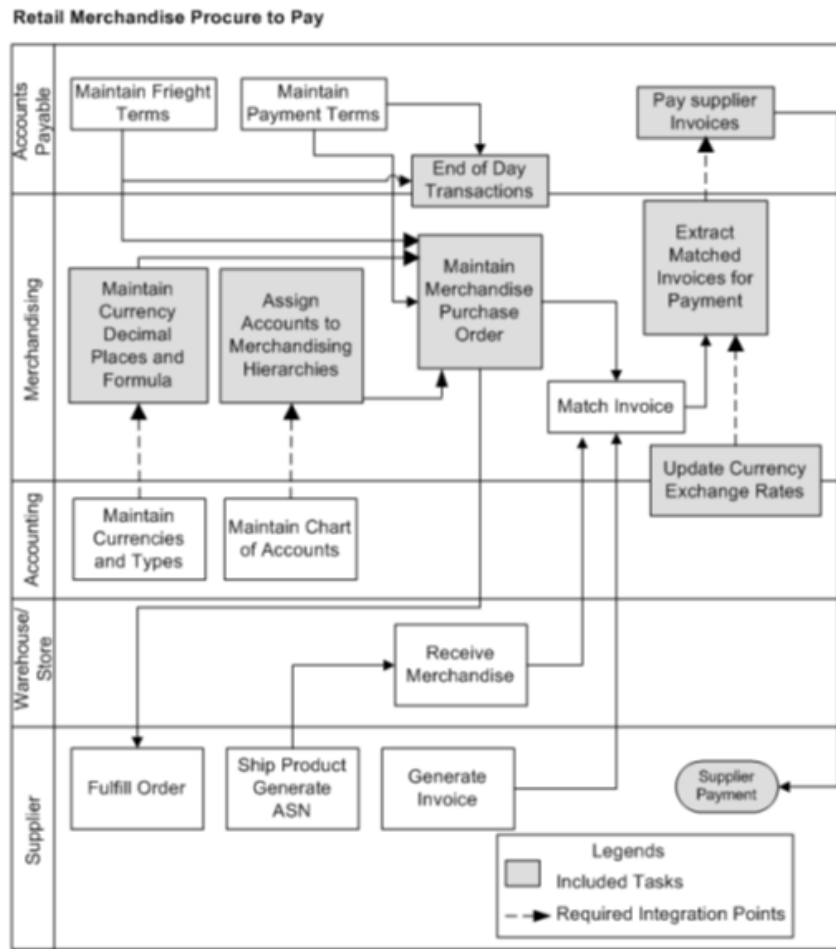 Retail Merchandise Procure to Pay
Accounts
Payable
Maintain Frieght
Terms
Maintain
Payment Terms
Pay supplier
Invoices
End of Day
Transactions
Merchandising
Maintain
Currency
Decimal
Places and
Formula
Assign
Accounts to
Merchandising
Hierarchies
Maintain
Merchandise
Purchase
Order
Extract
Matched
Invoices for
Payment
Match Invoice
Update Currency
Exchange Rates
Accounting
Maintain
Currencies
and Types
Maintain Chart
of Accounts
Warehouse/
Store
Receive
Merchandise
Supplier
Fulfill Order
Ship Product
Generate
ASN
Generate
Invoice
Supplier
Payment
Legends
Included Tasks
Required Integration Points